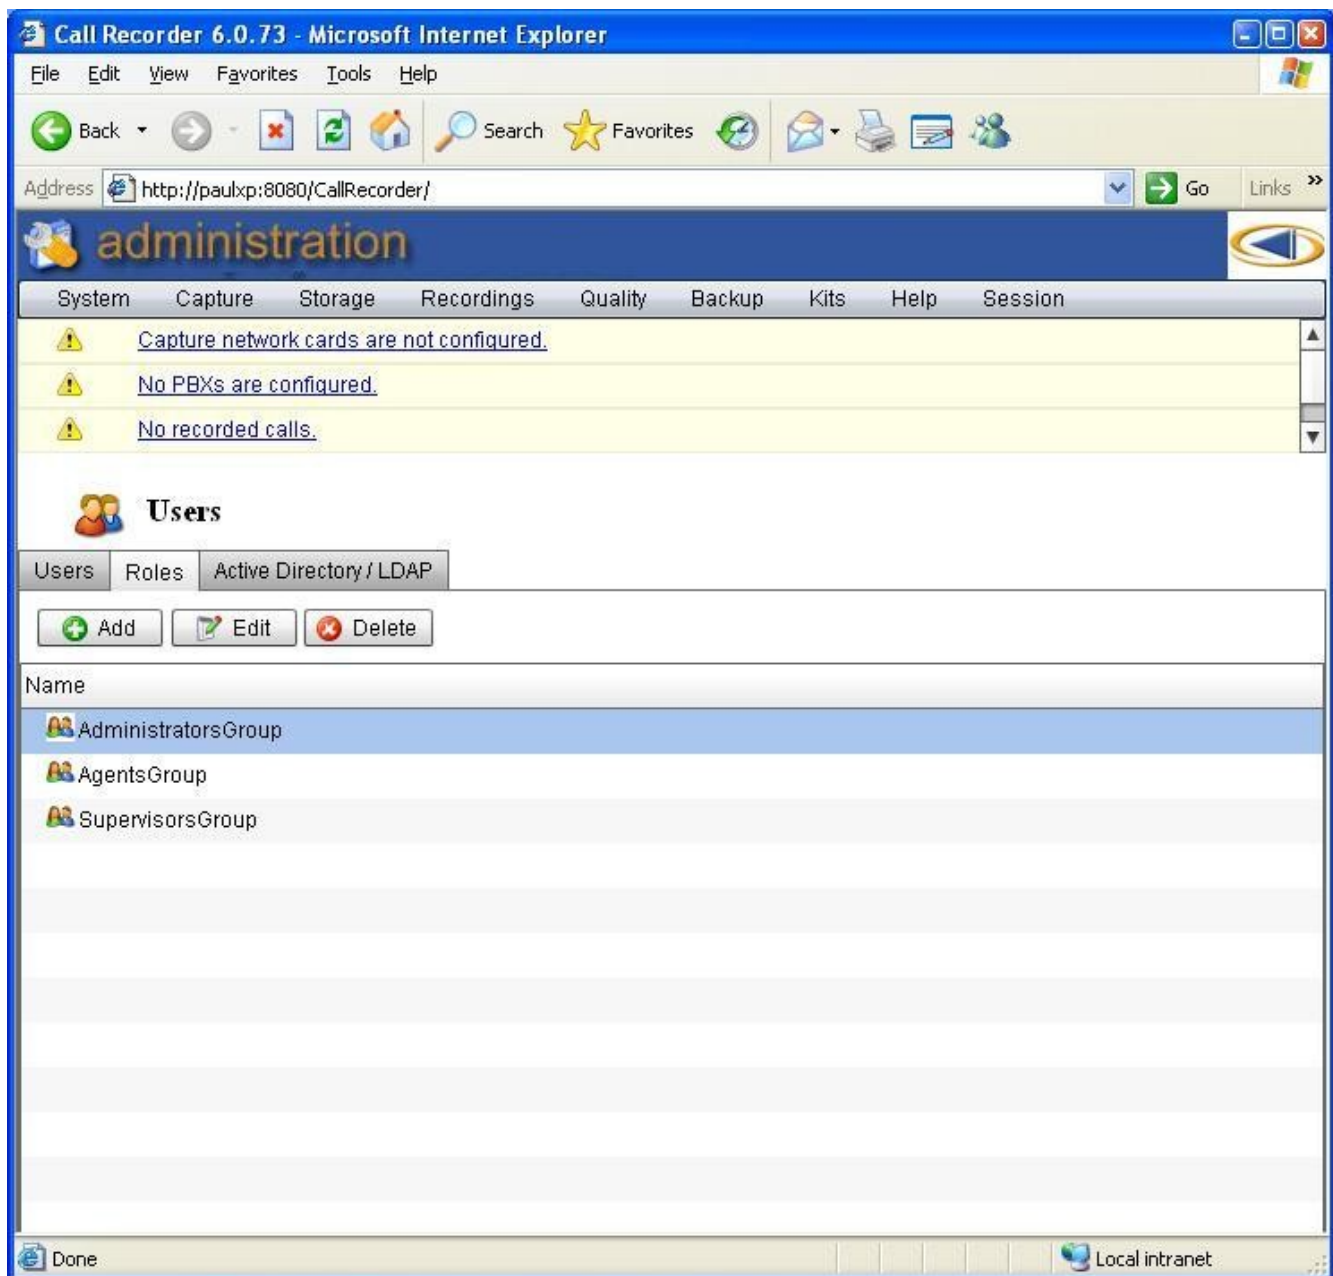 Call Recorder 6.0.73 - Microsoft Internet Explorer
File Edit View Favorites Tools Help
Back Search Favorites
Address http://paulxp:8080/CallRecorder/ Go Links »
administration
System Capture Storage Recordings Quality Backup Kits Help Session
Capture network cards are not configured.
No PBXs are configured.
No recorded calls.
Users
Users Roles Active Directory / LDAP
Add Edit Delete
Name
AdministratorsGroup
AgentsGroup
SupervisorsGroup
Done Local intranet